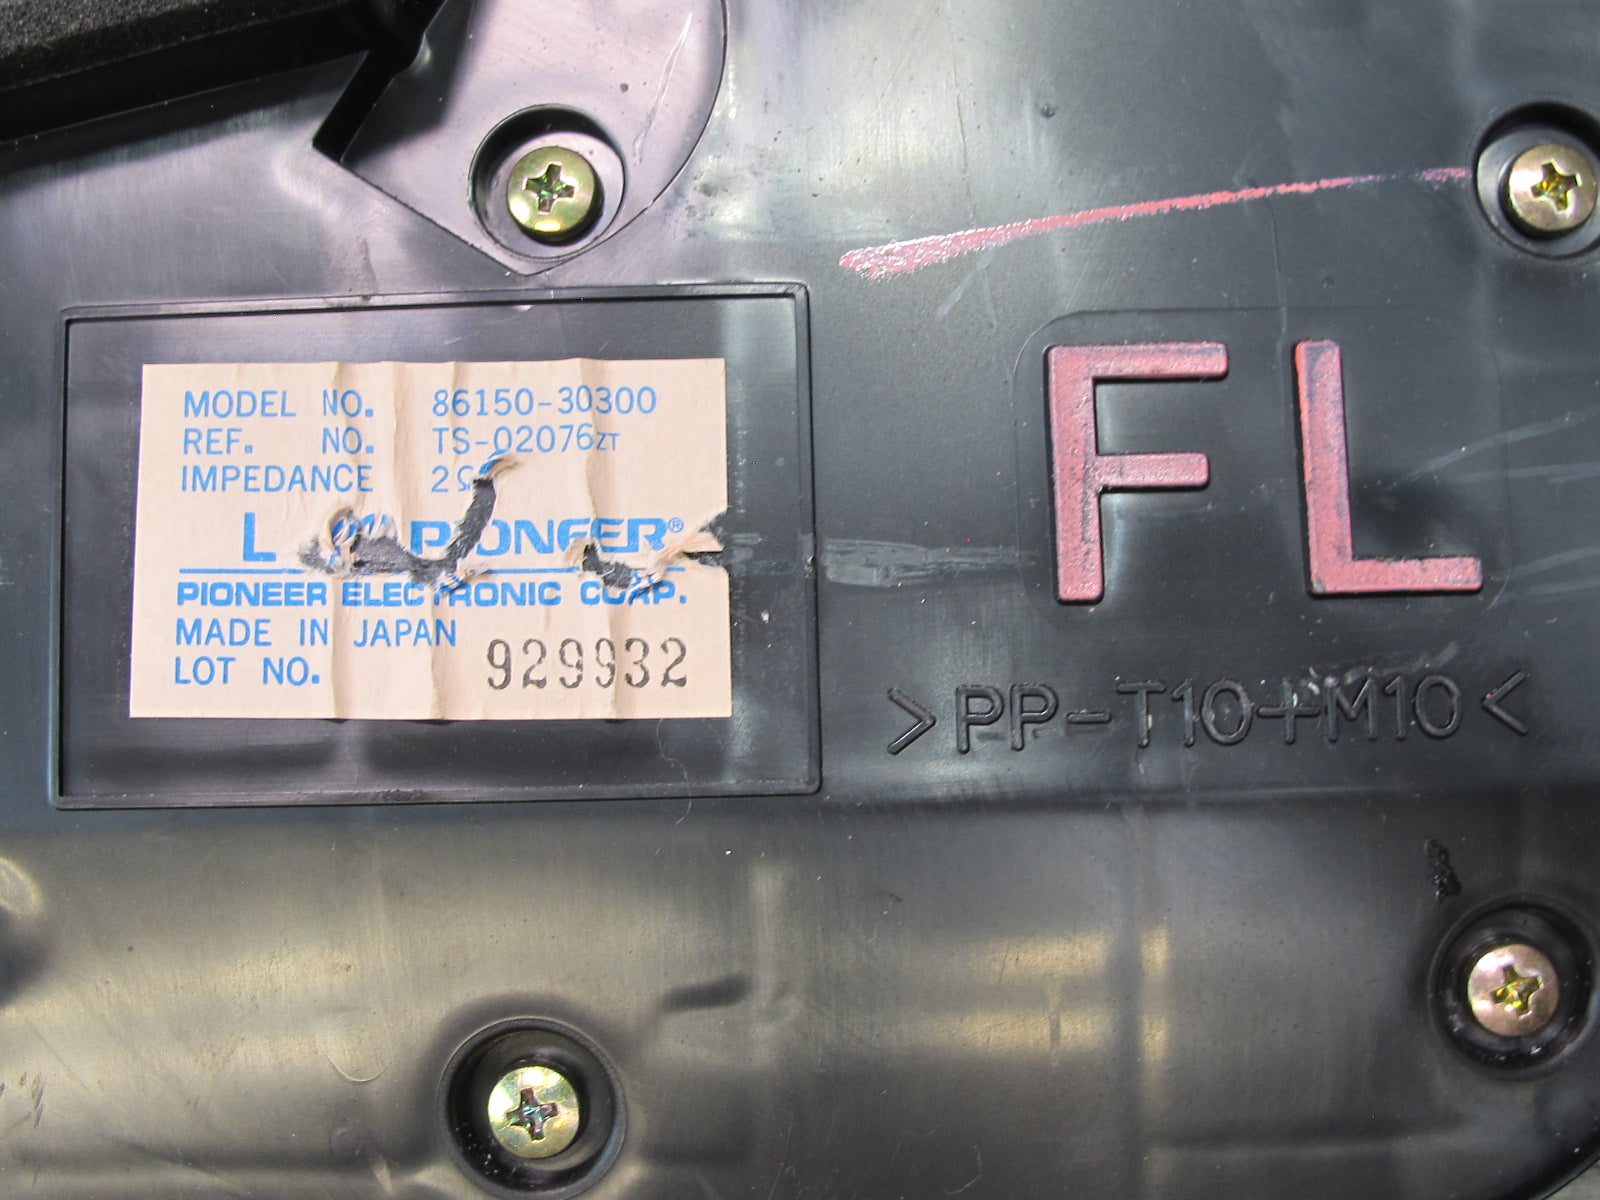 MODEL NO. 86150-30300
REF. NO. TS-02076ZT
IMPEDANCE 2Ω
L PIONEER®
PIONEER ELECTRONIC CORP.
MADE IN JAPAN
LOT NO. 929932
FL
>PP-T10+M10<